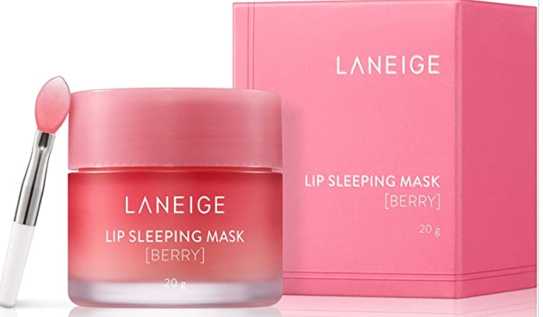 LANEIGE
LIP SLEEPING MASK
[BERRY]
20 g
LANEIGE
LIP SLEEPING MASK
[BERRY]
20 g